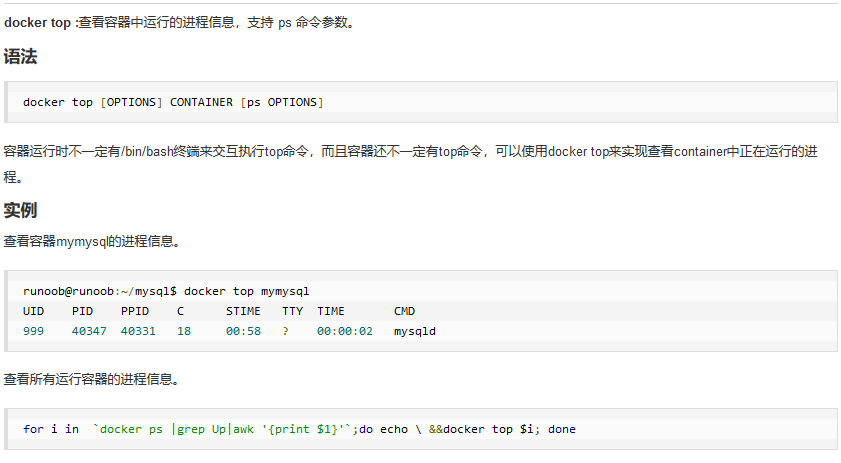 docker top :查看容器中运行的进程信息，支持 ps 命令参数。
语法
docker top [OPTIONS] CONTAINER [ps OPTIONS]
容器运行时不一定有/bin/bash终端来交互执行top命令，而且容器还不一定有top命令，可以使用docker top来实现查看container中正在运行的进
程。
实例
查看容器mymysql的进程信息。
runoob@runoob:~/mysql$ docker top mymysql
UID    PID    PPID    C      STIME   TTY  TIME       CMD
999    40347  40331   18     00:58   ?    00:00:02   mysqld
查看所有运行容器的进程信息。
for i in  `docker ps |grep Up|awk '{print $1}'`;do echo \ &&docker top $i; done